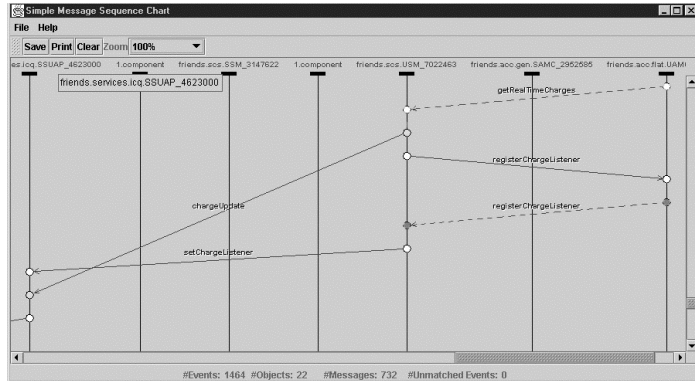 Simple Message Sequence Chart
File Help
Save Print Clear Zoom 100%
es.icq.SSUAP_4623000 1.component friends.scs.SSM_3147622 1.component friends.scs.USM_7022463 friends.acc.gen.SAMC_2952585 friends.acc.flat.UAM
friends.services.icq.SSUAP_4623000
getRealTimeCharges
registerChargeListener
chargeUpdate
registerChargeListener
setChargeListener
#Events: 1464 #Objects: 22 #Messages: 732 #Unmatched Events: 0